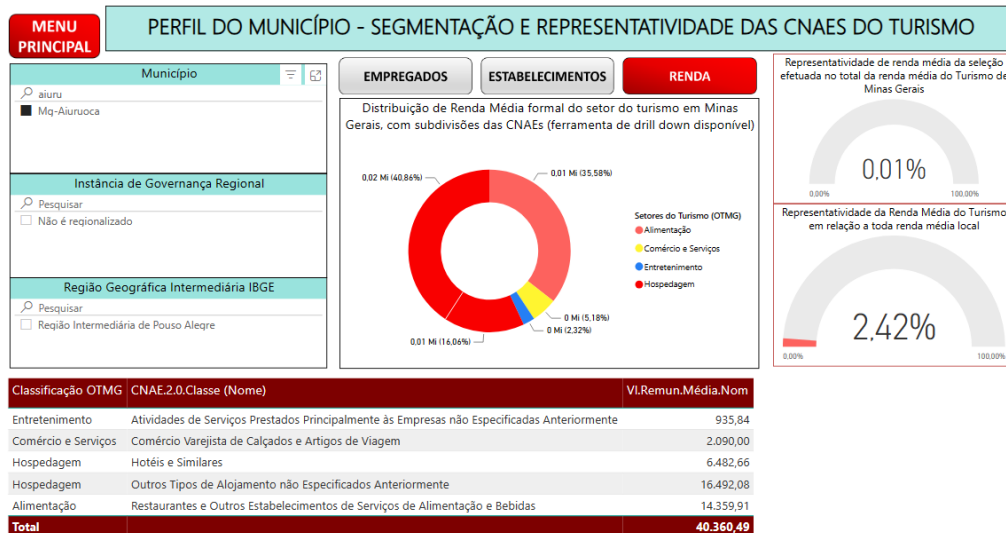 MENU
PRINCIPAL
PERFIL DO MUNICÍPIO - SEGMENTAÇÃO E REPRESENTATIVIDADE DAS CNAES DO TURISMO
Município
aiuru
Mg-Aiuruoca
Instância de Governança Regional
Pesquisar
Não é regionalizado
Região Geográfica Intermediária IBGE
Pesquisar
Região Intermediária de Pouso Alegre
EMPREGADOS
ESTABELECIMENTOS
RENDA
Distribuição de Renda Média formal do setor do turismo em Minas
Gerais, com subdivisões das CNAEs (ferramenta de drill down disponível)
0,02 Mi (40,86%)
0,01 Mi (35,58%)
0 Mi (5,18%)
0 Mi (2,32%)
0,01 Mi (16,06%)
Setores do Turismo (OTMG)
Alimentação
Comércio e Serviços
Entretenimento
Hospedagem
Representatividade de renda média da seleção
efetuada no total da renda média do Turismo de
Minas Gerais
0,01%
0,00%
100,00%
Representatividade da Renda Média do Turismo
em relação a toda renda média local
2,42%
0,00%
100,00%
Classificação OTMG CNAE.2.0.Classe (Nome) Vl.Remun.Média.Nom
Entretenimento Atividades de Serviços Prestados Principalmente às Empresas não Especificadas Anteriormente 935,84
Comércio e Serviços Comércio Varejista de Calçados e Artigos de Viagem 2.090,00
Hospedagem Hotéis e Similares 6.482,66
Hospedagem Outros Tipos de Alojamento não Especificados Anteriormente 16.492,08
Alimentação Restaurantes e Outros Estabelecimentos de Serviços de Alimentação e Bebidas 14.359,91
Total 40.360,49